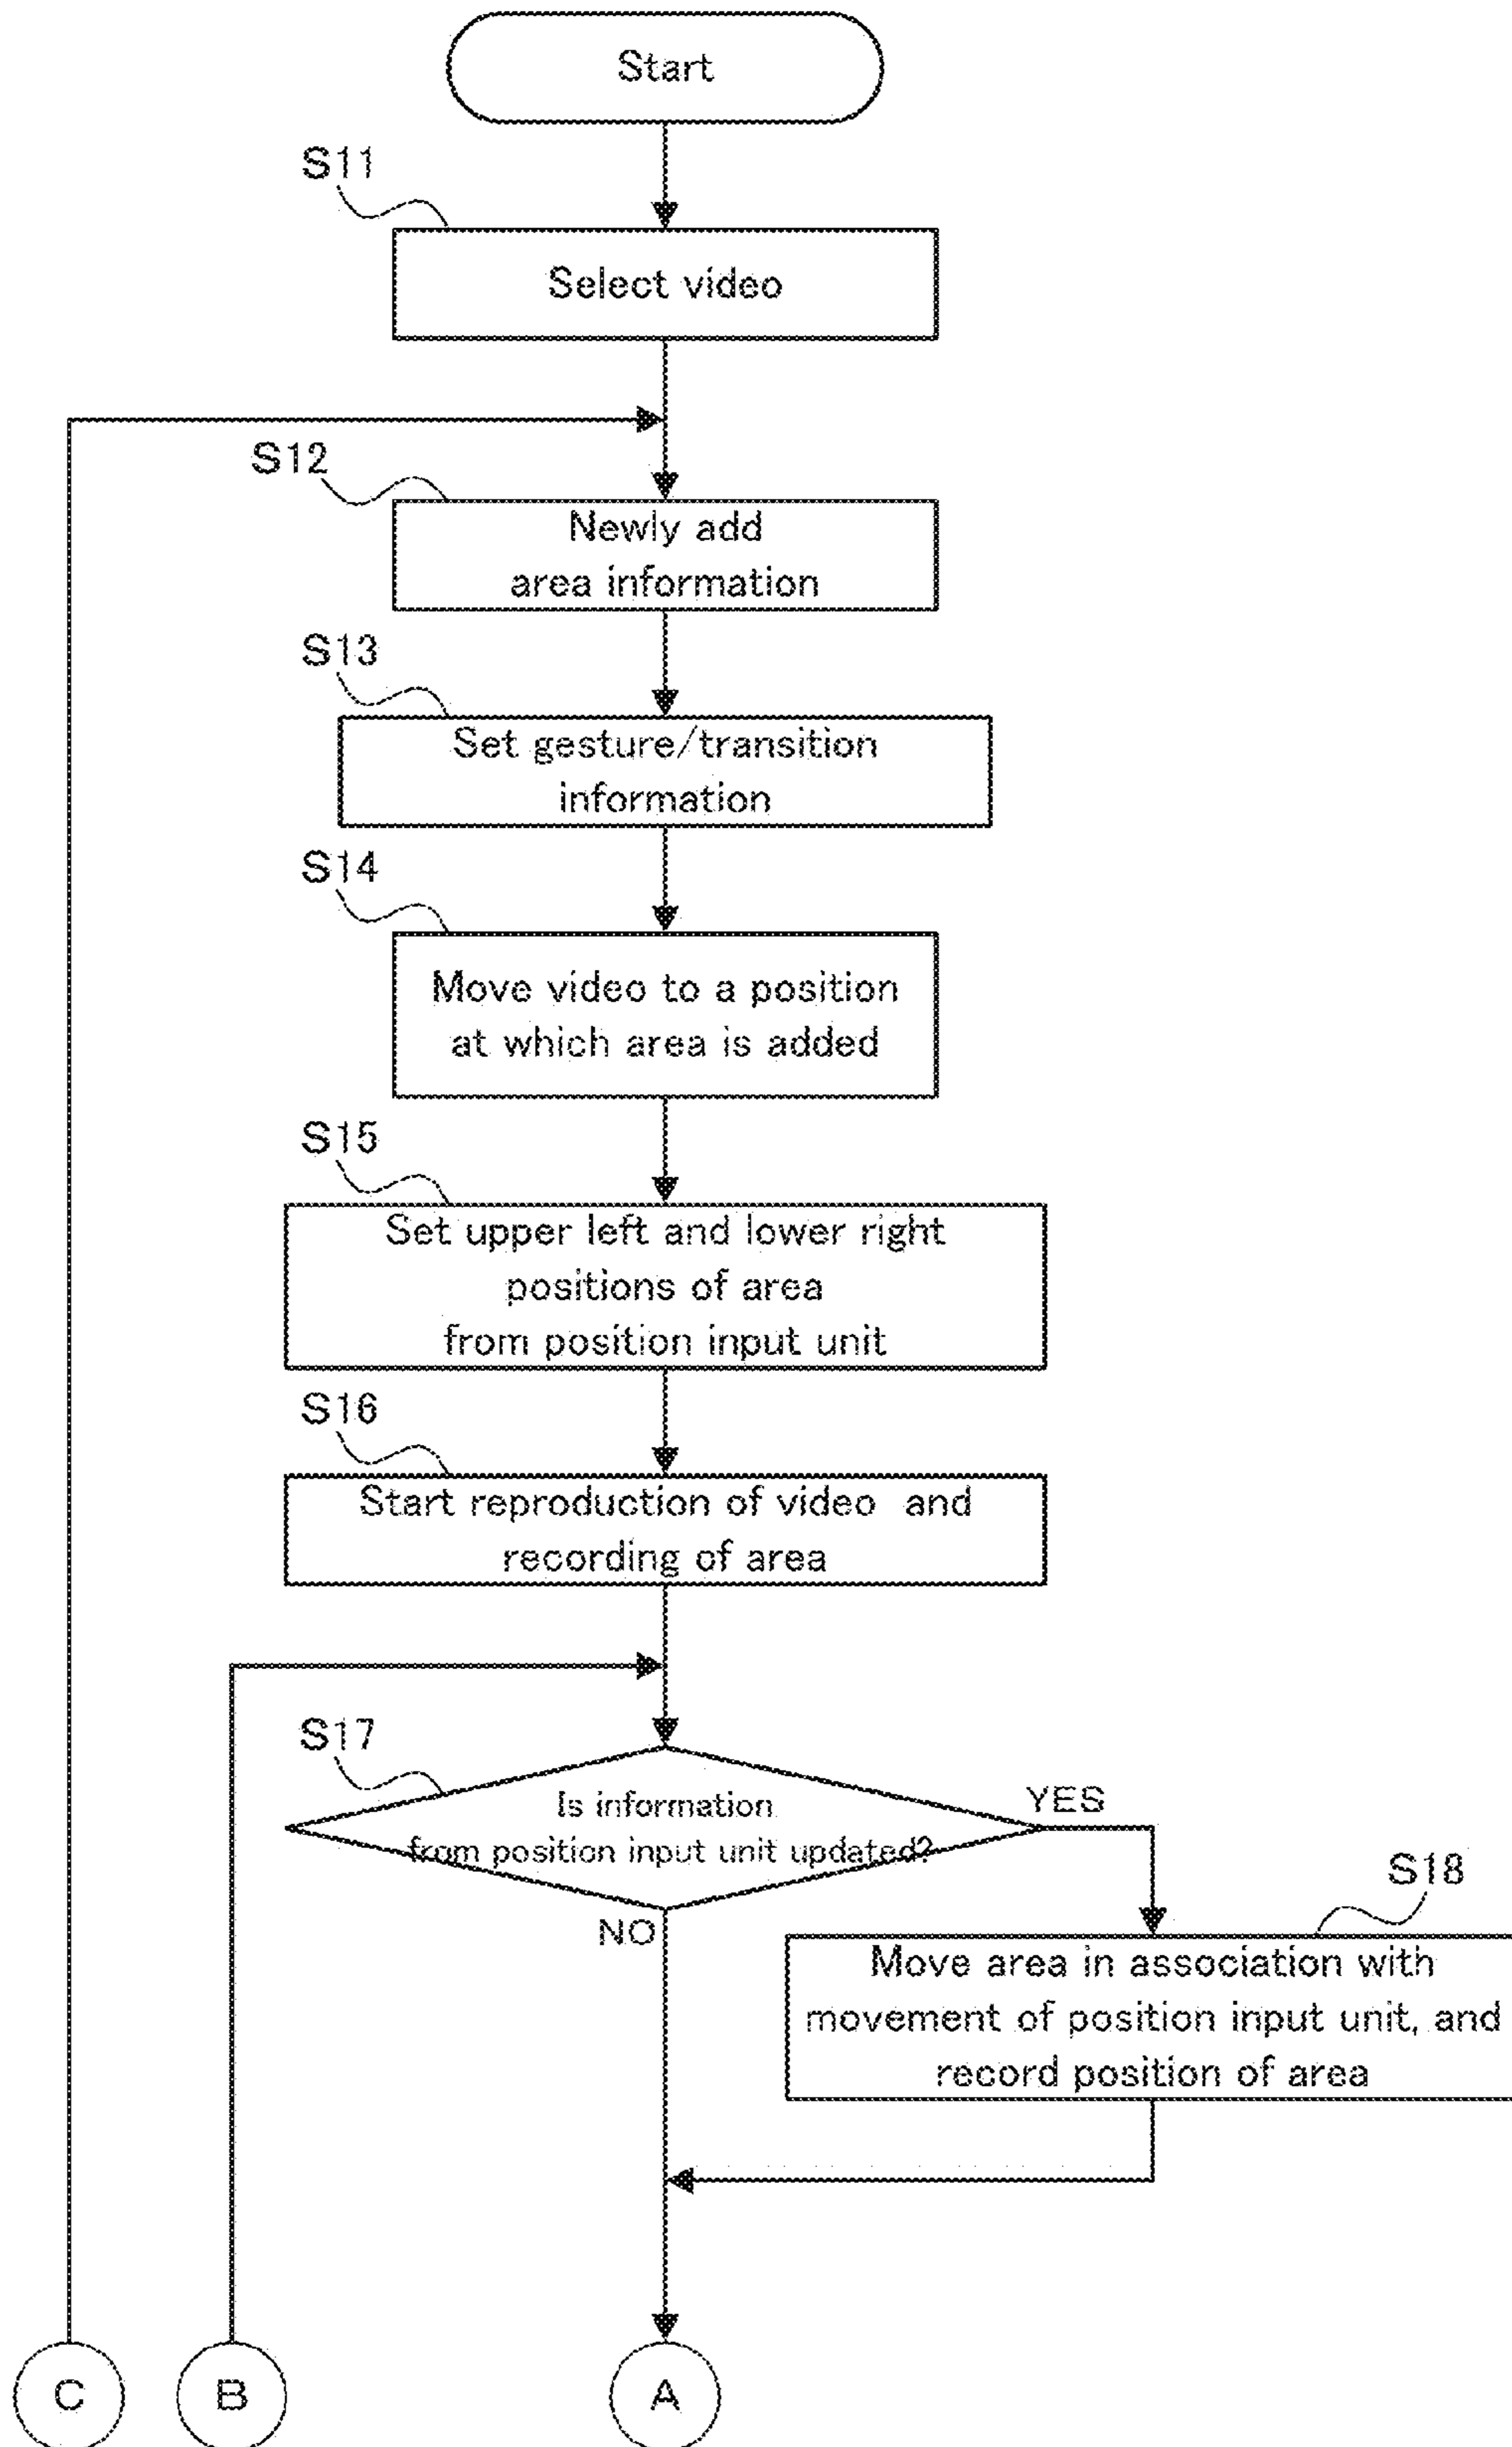 Start
S11
Select video
S12
Newly add
area information
S13
Set gesture/transition
information
S14
Move video to a position
at which area is added
S15
Set upper left and lower right
positions of area
from position input unit
S16
Start reproduction of video and
recording of area
S17
Is information
from position input unit updated?
YES
NO
S18
Move area in association with
movement of position input unit, and
record position of area
C
B
A